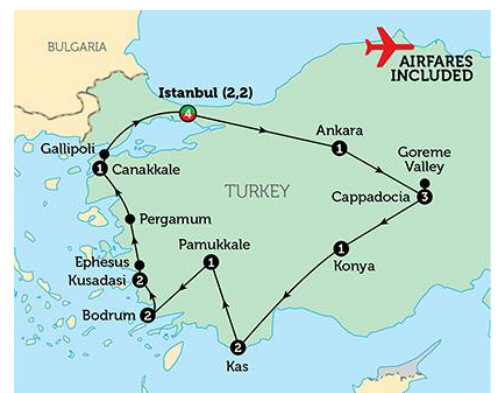 BULGARIA
AIRFARES
INCLUDED
Istanbul (2,2)
4
Ankara
1
Gallipoli
Goreme
Valley
1
Canakkale
TURKEY
Cappadocia
3
Pergamum
Pamukkale
1
1
Konya
Ephesus
Kusadasi
2
Bodrum
2
2
Kas